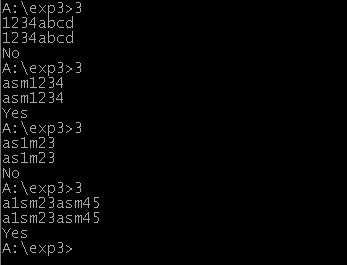 A:\exp3>3
1234abcd
1234abcd
No
A:\exp3>3
asm1234
asm1234
Yes
A:\exp3>3
as1m23
as1m23
No
A:\exp3>3
a1sm23asm45
a1sm23asm45
Yes
A:\exp3>